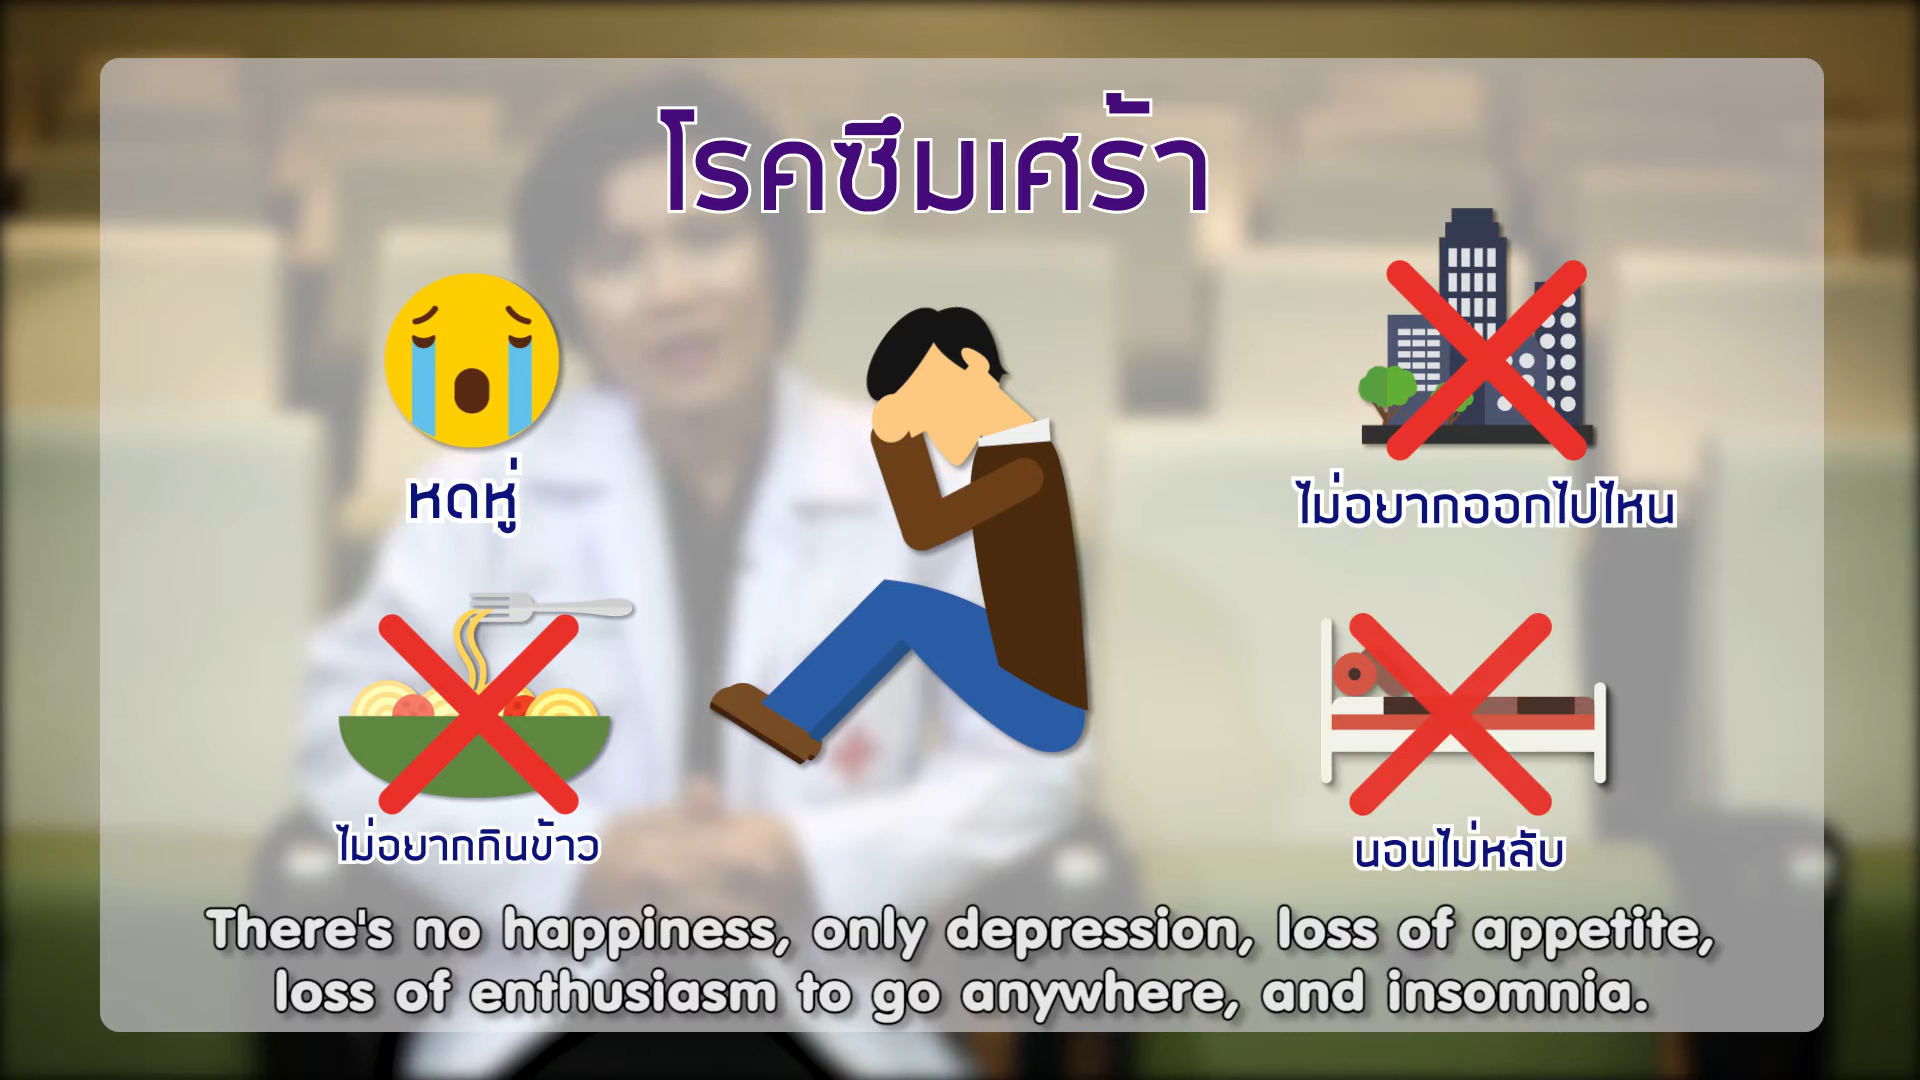 โรคซึมเศร้า
หดหู่
ไม่อยากออกไปไหน
ไม่อยากกินข้าว
นอนไม่หลับ
There's no happiness, only depression, loss of appetite,
loss of enthusiasm to go anywhere, and insomnia.